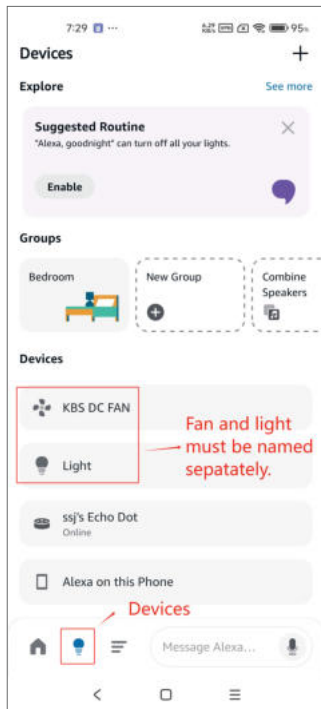 7:29 ...
95%
Devices
Explore
See more
Suggested Routine
"Alexa, goodnight" can turn off all your lights.
Enable
Groups
Bedroom
New Group
Combine
Speakers
Devices
KBS DC FAN
Light
Fan and light
must be named
sepatately.
ssj's Echo Dot
Online
Alexa on this Phone
Devices
Message Alexa...